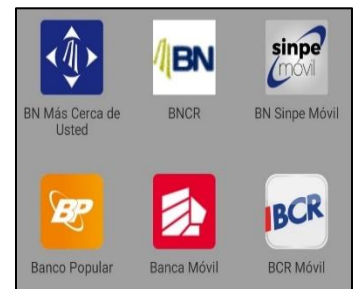 BN
sinpe
móvil
BN Más Cerca de
Usted
BNCR
BN Sinpe Móvil
BP
BCR
Banco Popular
Banca Móvil
BCR Móvil